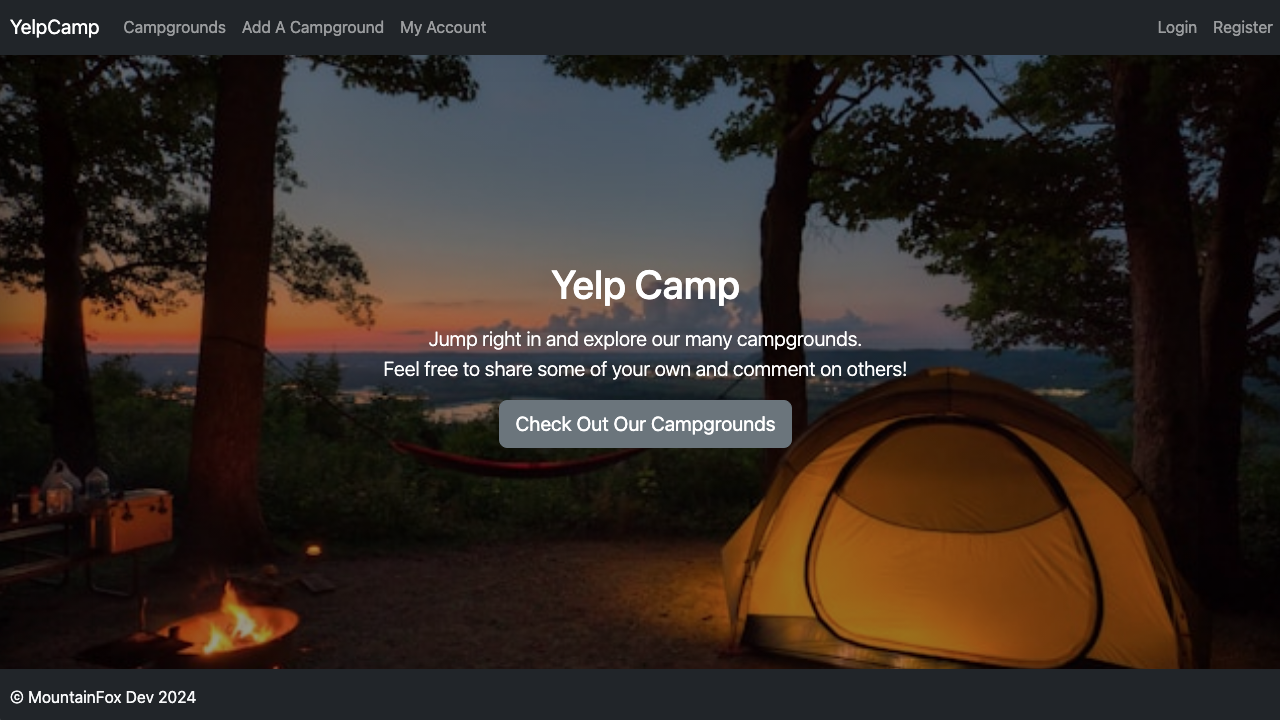 YelpCamp Campgrounds Add A Campground My Account Login Register
Yelp Camp
Jump right in and explore our many campgrounds.
Feel free to share some of your own and comment on others!
Check Out Our Campgrounds
© MountainFox Dev 2024